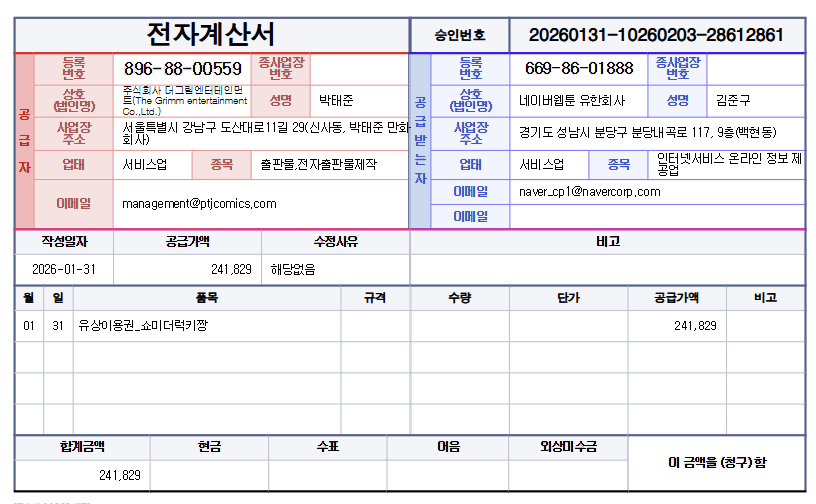 전자계산서
승인번호
20260131-10260203-28612861
공급자
등록번호
896-88-00559
종사업장번호
상호(법인명)
주식회사 더그림엔터테인먼트(The Grimm entertainment Co.,Ltd.)
성명
박태준
사업장주소
서울특별시 강남구 도산대로11길 29(신사동, 박태준 만화회사)
업태
서비스업
종목
출판물,전자출판물제작
이메일
management@ptjcomics.com
공급받는자
등록번호
669-86-01888
종사업장번호
상호(법인명)
네이버웹툰 유한회사
성명
김준구
사업장주소
경기도 성남시 분당구 분당내곡로 117, 9층(백현동)
업태
서비스업
종목
인터넷서비스 온라인 정보 제공업
이메일
naver_cp1@navercorp.com
이메일
작성일자 공급가액 수정사유 비고
2026-01-31 241,829 해당없음
월 일 품목 규격 수량 단가 공급가액 비고
01 31 유상이용권_쇼미더럭키짱 241,829
합계금액 현금 수표 어음 외상미수금
이 금액을 (청구) 함
241,829